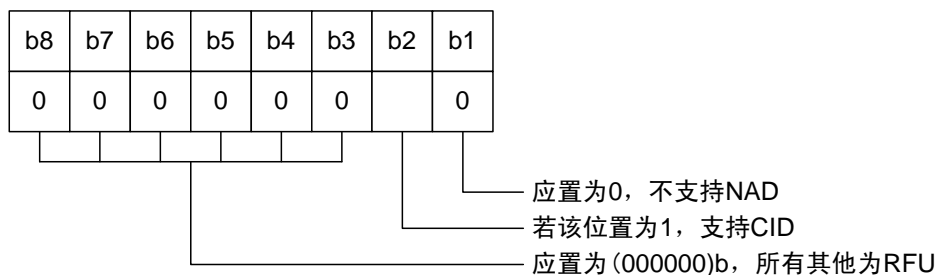 b8 b7 b6 b5 b4 b3 b2 b1
0 0 0 0 0 0 0
应置为0，不支持NAD
若该位置为1，支持CID
应置为(000000)b，所有其他为RFU